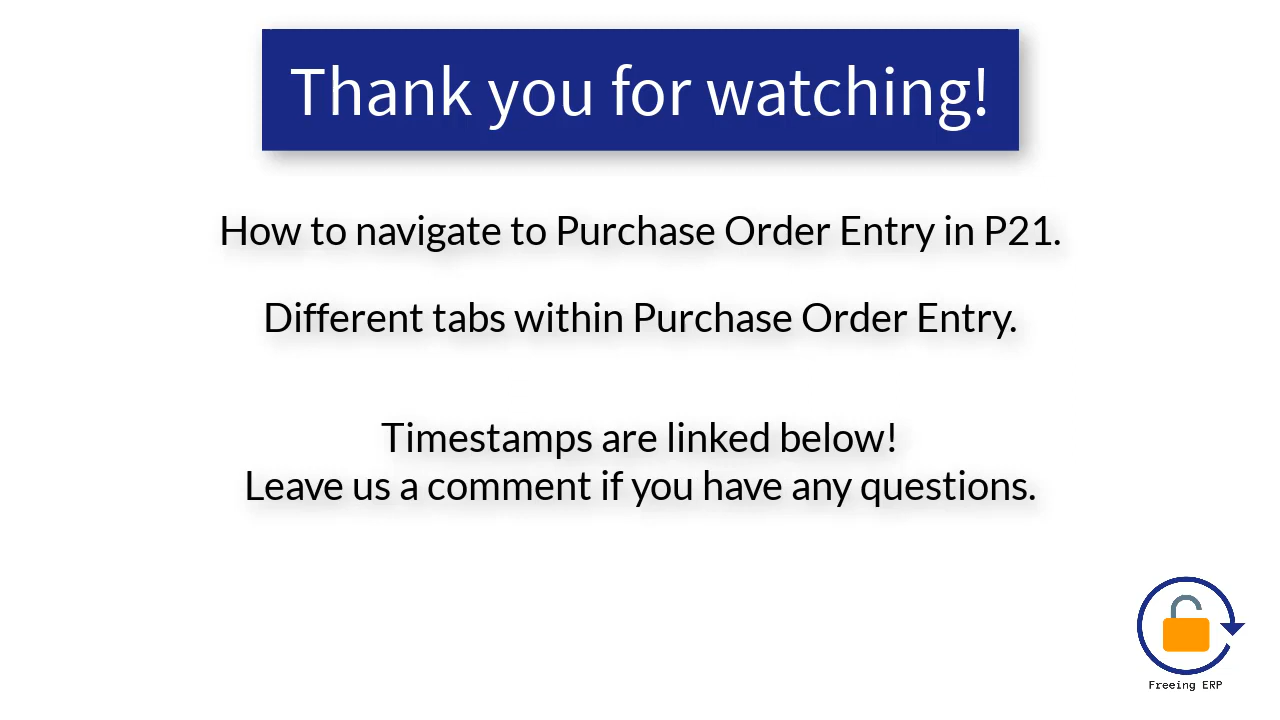 Thank you for watching!
How to navigate to Purchase Order Entry in P21.
Different tabs within Purchase Order Entry.
Timestamps are linked below!
Leave us a comment if you have any questions.
Freeing ERP